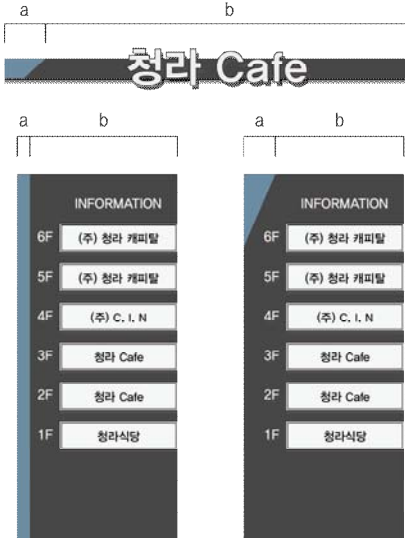 a b
청라 Cafe
a b
INFORMATION
6F (주) 청라 캐피탈
5F (주) 청라 캐피탈
4F (주) C. I. N
3F 청라 Cafe
2F 청라 Cafe
1F 청라식당
a b
INFORMATION
6F (주) 청라 캐피탈
5F (주) 청라 캐피탈
4F (주) C. I. N
3F 청라 Cafe
2F 청라 Cafe
1F 청라식당